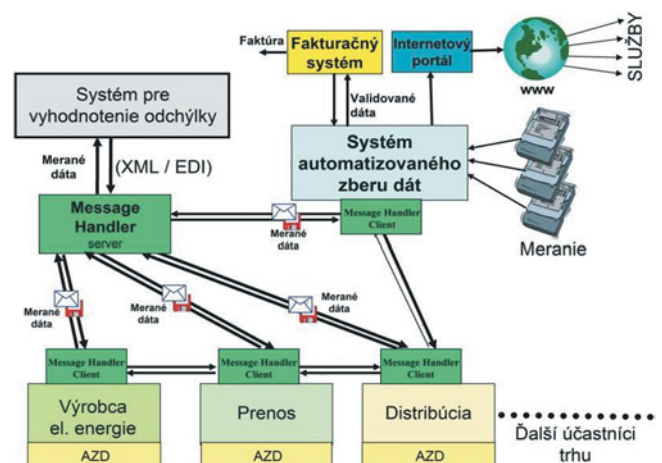 Faktúra
Fakturačný
systém
Internetový
portál
www
SLUŽBY
Systém pre
vyhodnotenie odchýlky
Validované
dáta
Merané
dáta
(XML / EDI)
Systém
automatizovaného
zberu dát
Message
Handler
server
Merané
dáta
Message Handler
Client
Meranie
Merané
dáta
Merané
dáta
Merané
dáta
Message Handler
Client
Message Handler
Client
Message Handler
Client
Výrobca
el. energie
Prenos
Distribúcia
Ďalší účastníci
trhu
AZD
AZD
AZD